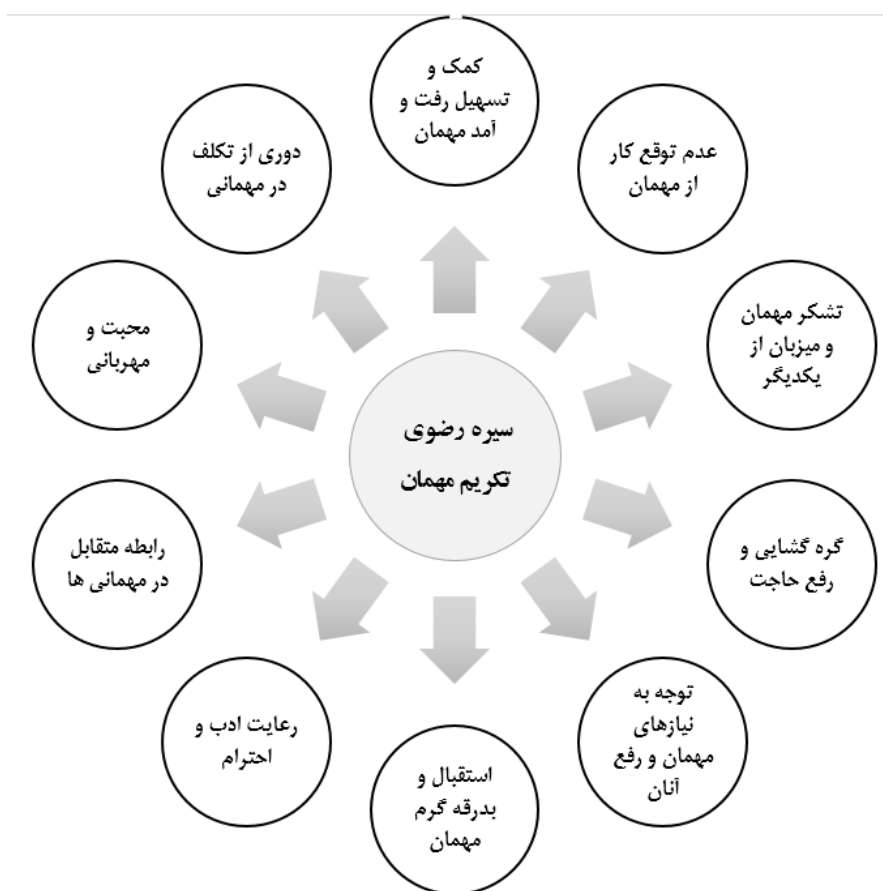 سیره رضوی
تکریم مهمان
کمک و
تسهیل رفت و
آمد مهمان
عدم توقع کار
از مهمان
تشکر مهمان
و میزبان از
یکدیگر
گره گشایی و
رفع حاجت
توجه به
نیازهای
مهمان و رفع
آنان
استقبال و
بدرقه گرم
مهمان
رعایت ادب و
احترام
رابطه متقابل
در مهمانی ها
محبت و
مهربانی
دوری از تکلف
در مهمانی